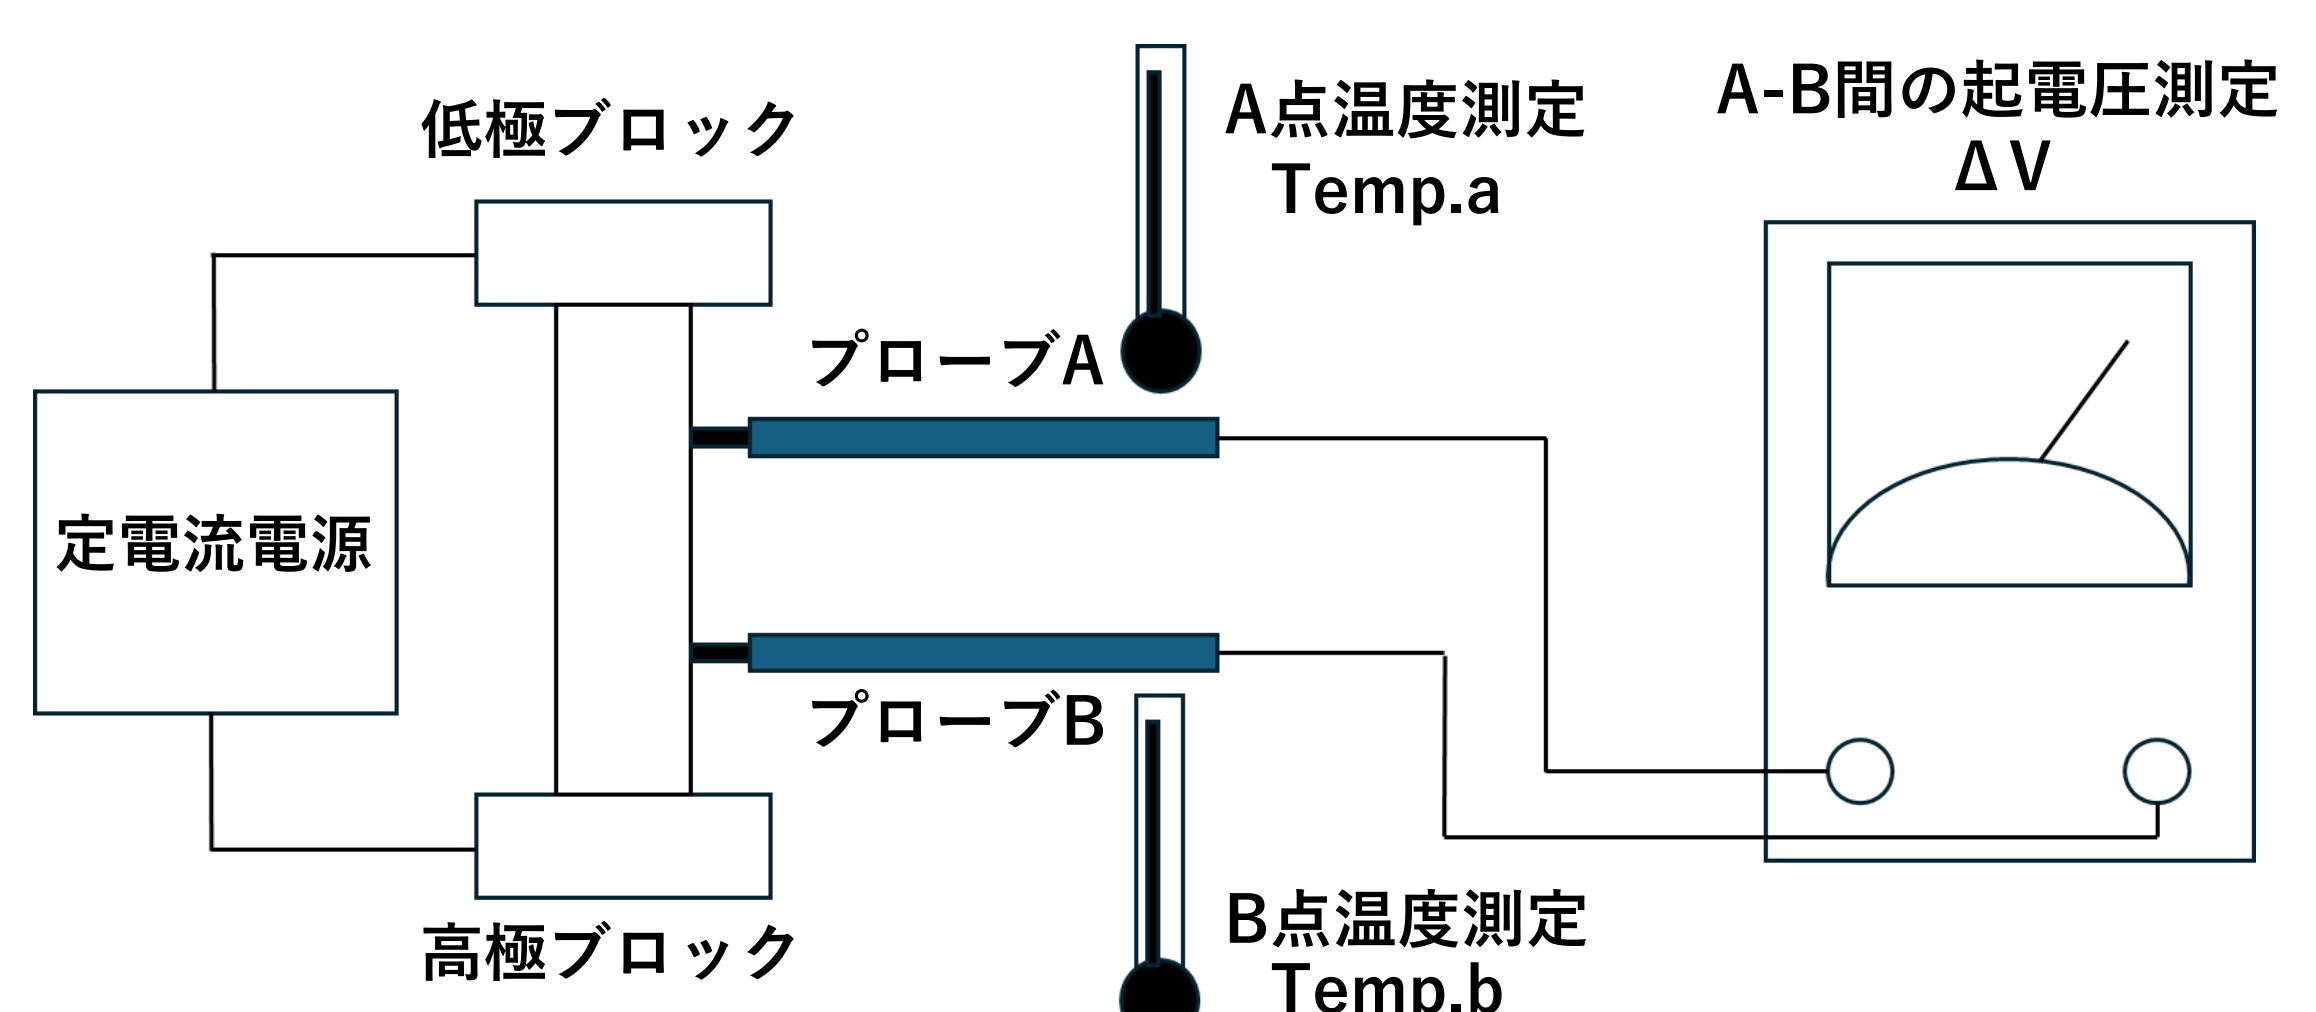 低極ブロック
A点温度測定
Temp.a
A-B間の起電圧測定
ΔV
プローブA
定電流電源
プローブB
高極ブロック
B点温度測定
Temp.b